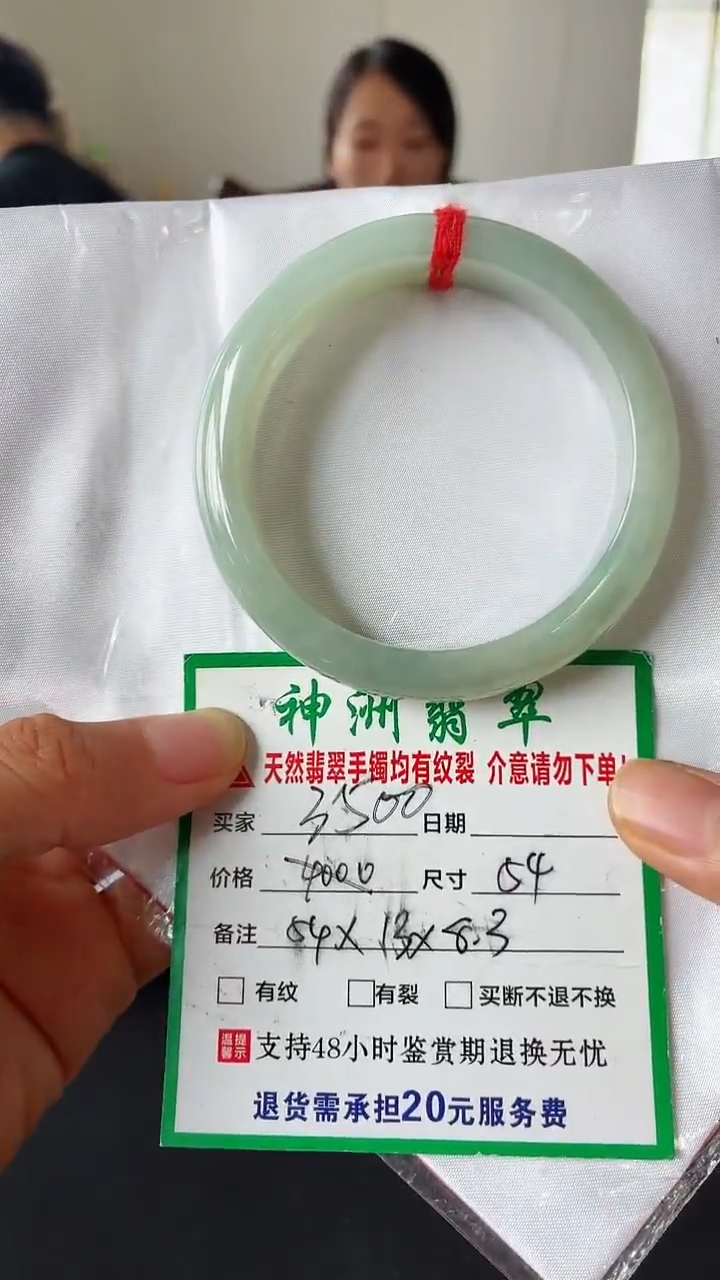 神洲翡翠
天然翡翠手镯均有纹裂 介意请勿下单!
买家 3500 日期
价格 4000 尺寸 54
备注 54X 13X8.3
有纹 有裂 买断不退不换
温馨提示 支持48小时鉴赏期退换无忧
退货需承担20元服务费